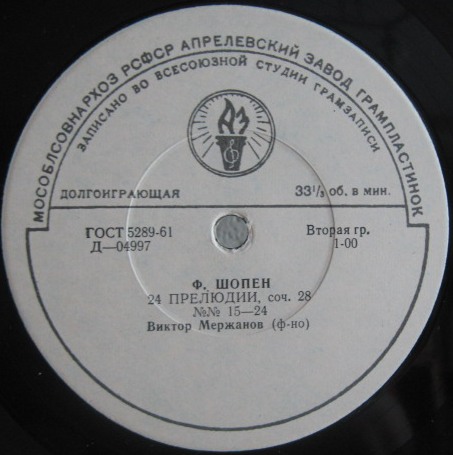 МОСОБЛСОВНАРХОЗ РСФСР АПРЕЛЕВСКИЙ ЗАВОД ГРАМПЛАСТИНОК
ЗАПИСАНО ВО ВСЕСОЮЗНОЙ СТУДИИ ГРАМЗАПИСИ
АЗ
ДОЛГОИГРАЮЩАЯ 33⅓ об. в мин.
ГОСТ 5289-61 Вторая гр.
Д—04997 1-00
Ф. ШОПЕН
24 ПРЕЛЮДИИ, соч. 28
№№ 15—24
Виктор Мержанов (ф-но)